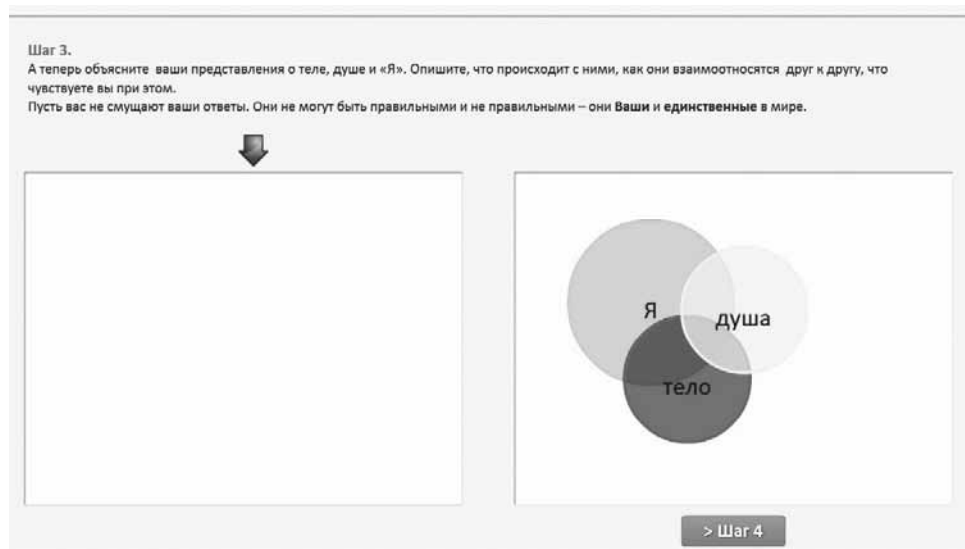 Шаг 3.
А теперь объясните ваши представления о теле, душе и «Я». Опишите, что происходит с ними, как они взаимоотносятся друг к другу, что
чувствуете вы при этом.
Пусть вас не смущают ваши ответы. Они не могут быть правильными и не правильными – они Ваши и единственные в мире.
Я
душа
тело
> Шаг 4